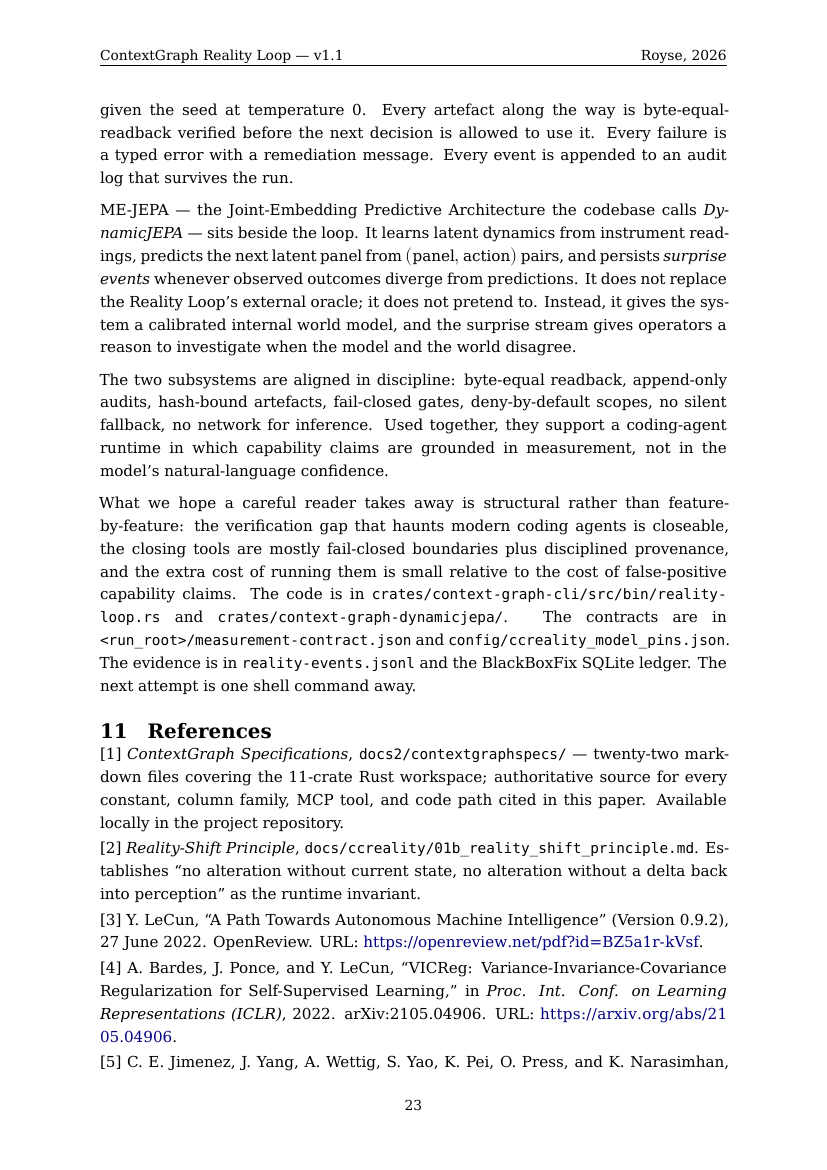 ContextGraph Reality Loop — v1.1 Royse, 2026
given the seed at temperature 0. Every artefact along the way is byte-equal-
readback verified before the next decision is allowed to use it. Every failure is
a typed error with a remediation message. Every event is appended to an audit
log that survives the run.
ME-JEPA — the Joint-Embedding Predictive Architecture the codebase calls Dy-
namicJEPA — sits beside the loop. It learns latent dynamics from instrument read-
ings, predicts the next latent panel from (panel, action) pairs, and persists surprise
events whenever observed outcomes diverge from predictions. It does not replace
the Reality Loop’s external oracle; it does not pretend to. Instead, it gives the sys-
tem a calibrated internal world model, and the surprise stream gives operators a
reason to investigate when the model and the world disagree.
The two subsystems are aligned in discipline: byte-equal readback, append-only
audits, hash-bound artefacts, fail-closed gates, deny-by-default scopes, no silent
fallback, no network for inference. Used together, they support a coding-agent
runtime in which capability claims are grounded in measurement, not in the
model’s natural-language confidence.
What we hope a careful reader takes away is structural rather than feature-
by-feature: the verification gap that haunts modern coding agents is closeable,
the closing tools are mostly fail-closed boundaries plus disciplined provenance,
and the extra cost of running them is small relative to the cost of false-positive
capability claims. The code is in crates/context-graph-cli/src/bin/reality-
loop.rs and crates/context-graph-dynamicjepa/. The contracts are in
<run_root>/measurement-contract.json and config/ccreality_model_pins.json.
The evidence is in reality-events.jsonl and the BlackBoxFix SQLite ledger. The
next attempt is one shell command away.
11 References
[1] ContextGraph Specifications, docs2/contextgraphspecs/ — twenty-two mark-
down files covering the 11-crate Rust workspace; authoritative source for every
constant, column family, MCP tool, and code path cited in this paper. Available
locally in the project repository.
[2] Reality-Shift Principle, docs/ccreality/01b_reality_shift_principle.md. Es-
tablishes “no alteration without current state, no alteration without a delta back
into perception” as the runtime invariant.
[3] Y. LeCun, “A Path Towards Autonomous Machine Intelligence” (Version 0.9.2),
27 June 2022. OpenReview. URL: https://openreview.net/pdf?id=BZ5a1r-kVsf.
[4] A. Bardes, J. Ponce, and Y. LeCun, “VICReg: Variance-Invariance-Covariance
Regularization for Self-Supervised Learning,” in Proc. Int. Conf. on Learning
Representations (ICLR), 2022. arXiv:2105.04906. URL: https://arxiv.org/abs/21
05.04906.
[5] C. E. Jimenez, J. Yang, A. Wettig, S. Yao, K. Pei, O. Press, and K. Narasimhan,
23